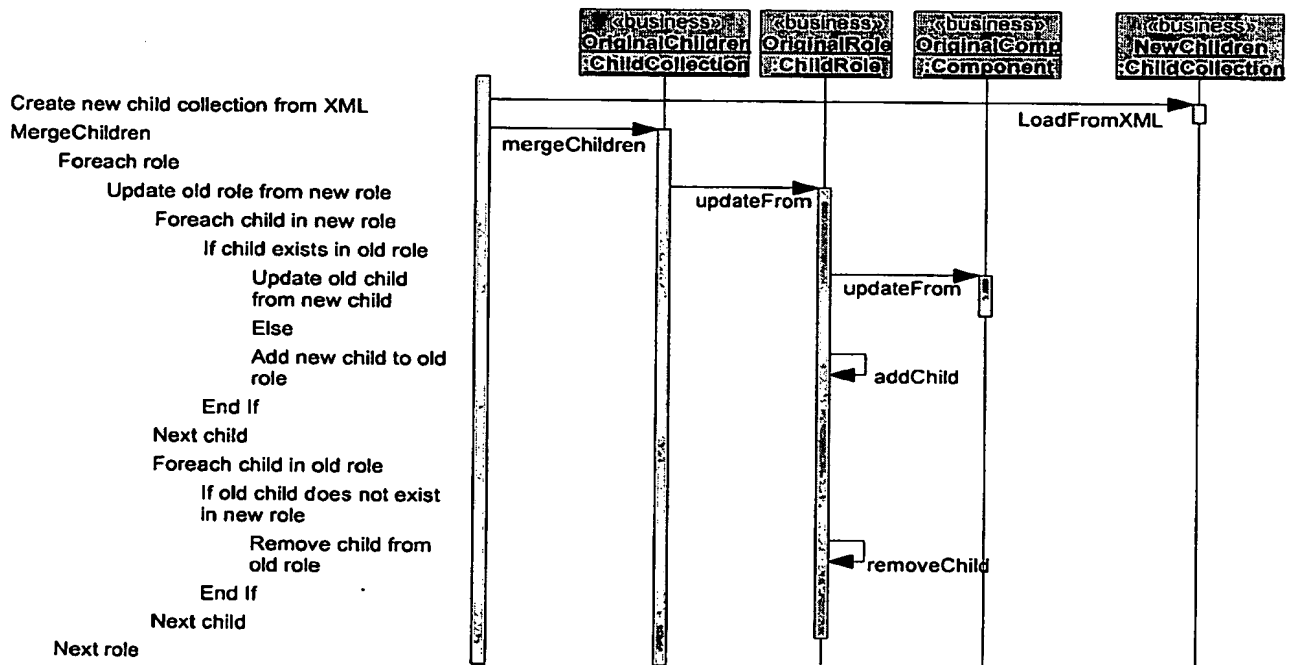 «business»
OriginalChildren
:ChildCollection
«business»
OriginalRole
:ChildRole
«business»
OriginalComp
:Component
«business»
NewChildren
:ChildCollection
Create new child collection from XML
LoadFromXML
MergeChildren
mergeChildren
Foreach role
Update old role from new role
updateFrom
Foreach child in new role
If child exists in old role
Update old child
from new child
updateFrom
Else
Add new child to old
role
addChild
End If
Next child
Foreach child in old role
If old child does not exist
in new role
Remove child from
old role
removeChild
End If
Next child
Next role